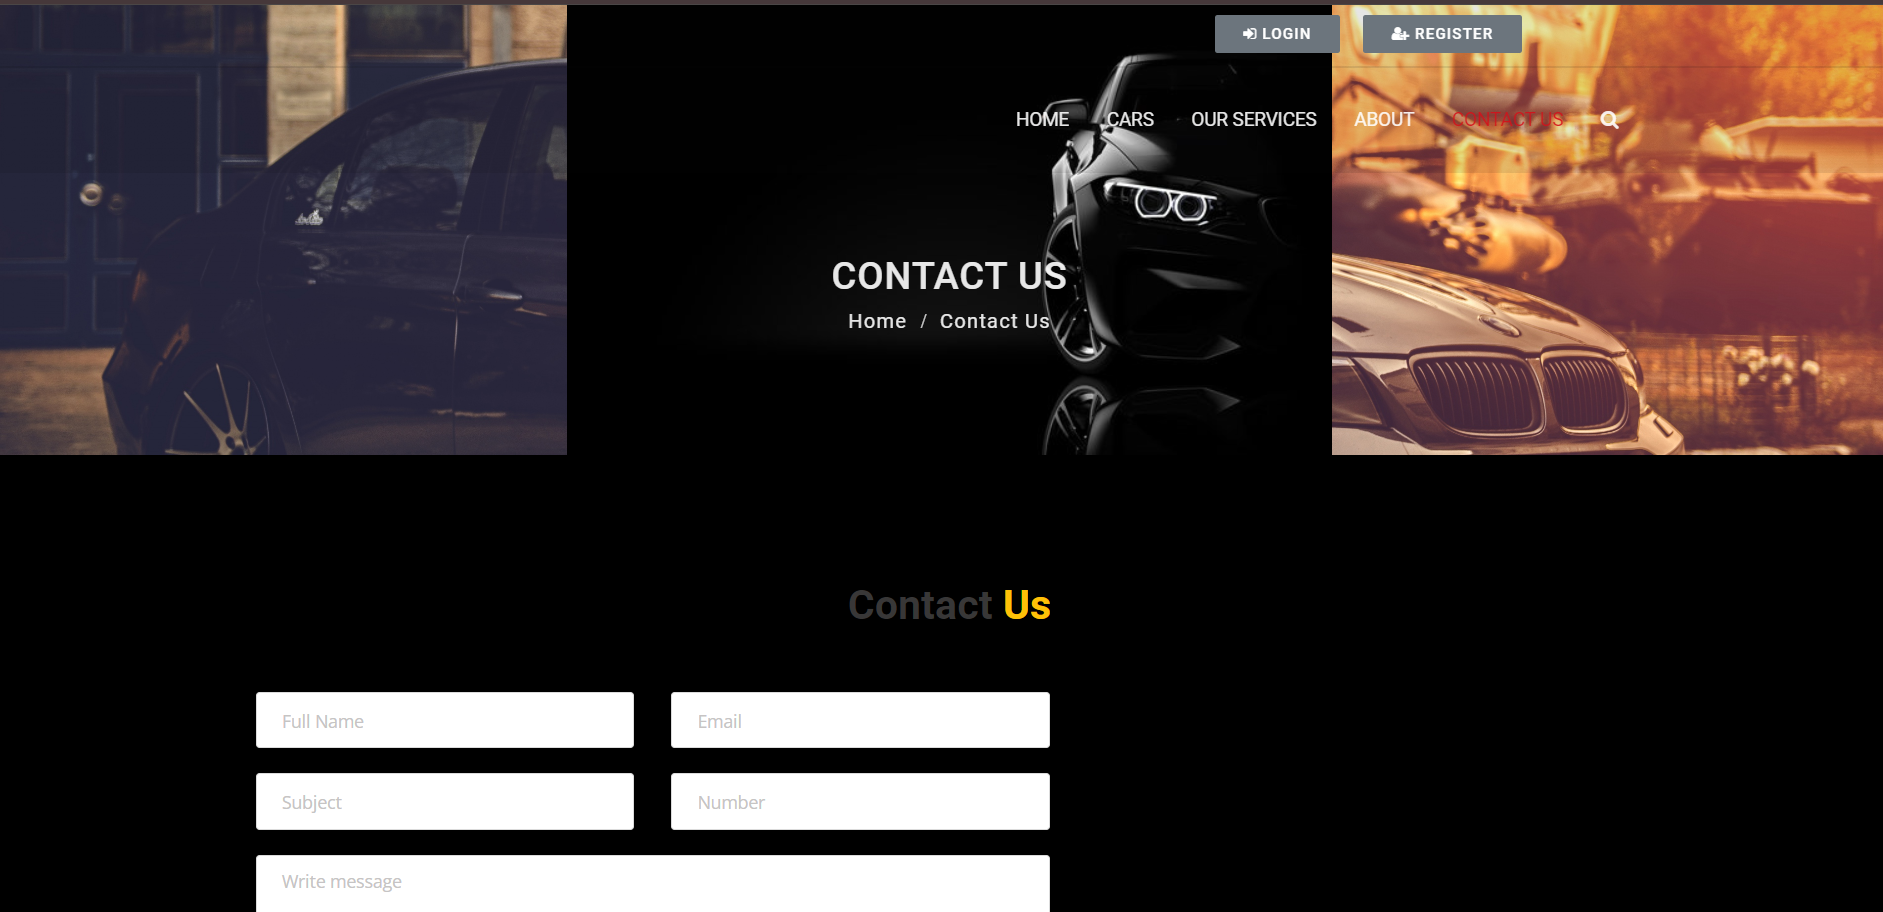 LOGIN REGISTER
HOME CARS OUR SERVICES ABOUT CONTACT US
CONTACT US
Home / Contact Us
Contact Us
Full Name Email
Subject Number
Write message